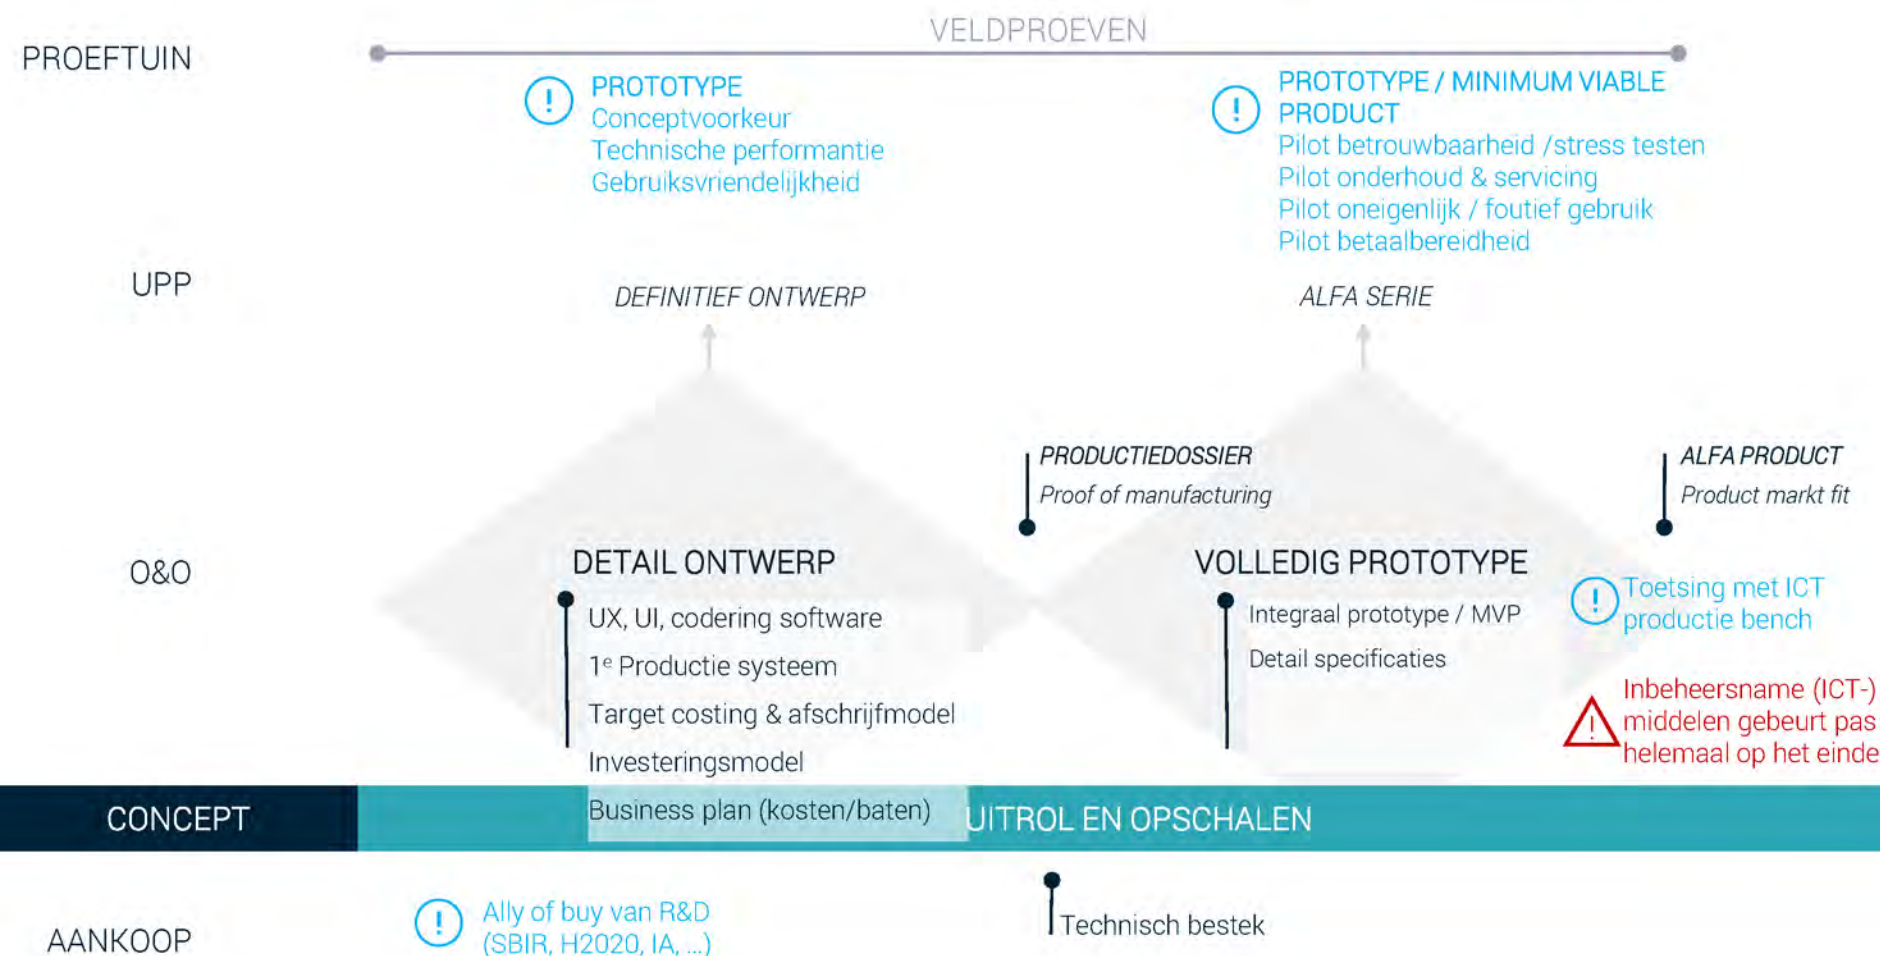 VELDPROEVEN
PROEFTUIN
PROTOTYPE
Conceptvoorkeur
Technische performantie
Gebruiksvriendelijkheid
PROTOTYPE / MINIMUM VIABLE
PRODUCT
Pilot betrouwbaarheid /stress testen
Pilot onderhoud & servicing
Pilot oneigenlijk / foutief gebruik
Pilot betaalbereidheid
UPP
DEFINITIEF ONTWERP
ALFA SERIE
PRODUCTIEDOSSIER
Proof of manufacturing
ALFA PRODUCT
Product markt fit
O&O
DETAIL ONTWERP
UX, UI, codering software
1e Productie systeem
Target costing & afschrijfmodel
Investeringsmodel
Business plan (kosten/baten)
VOLLEDIG PROTOTYPE
Integraal prototype / MVP
Detail specificaties
Toetsing met ICT
productie bench
Inbeheersname (ICT-)
middelen gebeurt pas
helemaal op het einde
CONCEPT
UITROL EN OPSCHALEN
AANKOOP
Ally of buy van R&D
(SBIR, H2020, IA, ...)
Technisch bestek